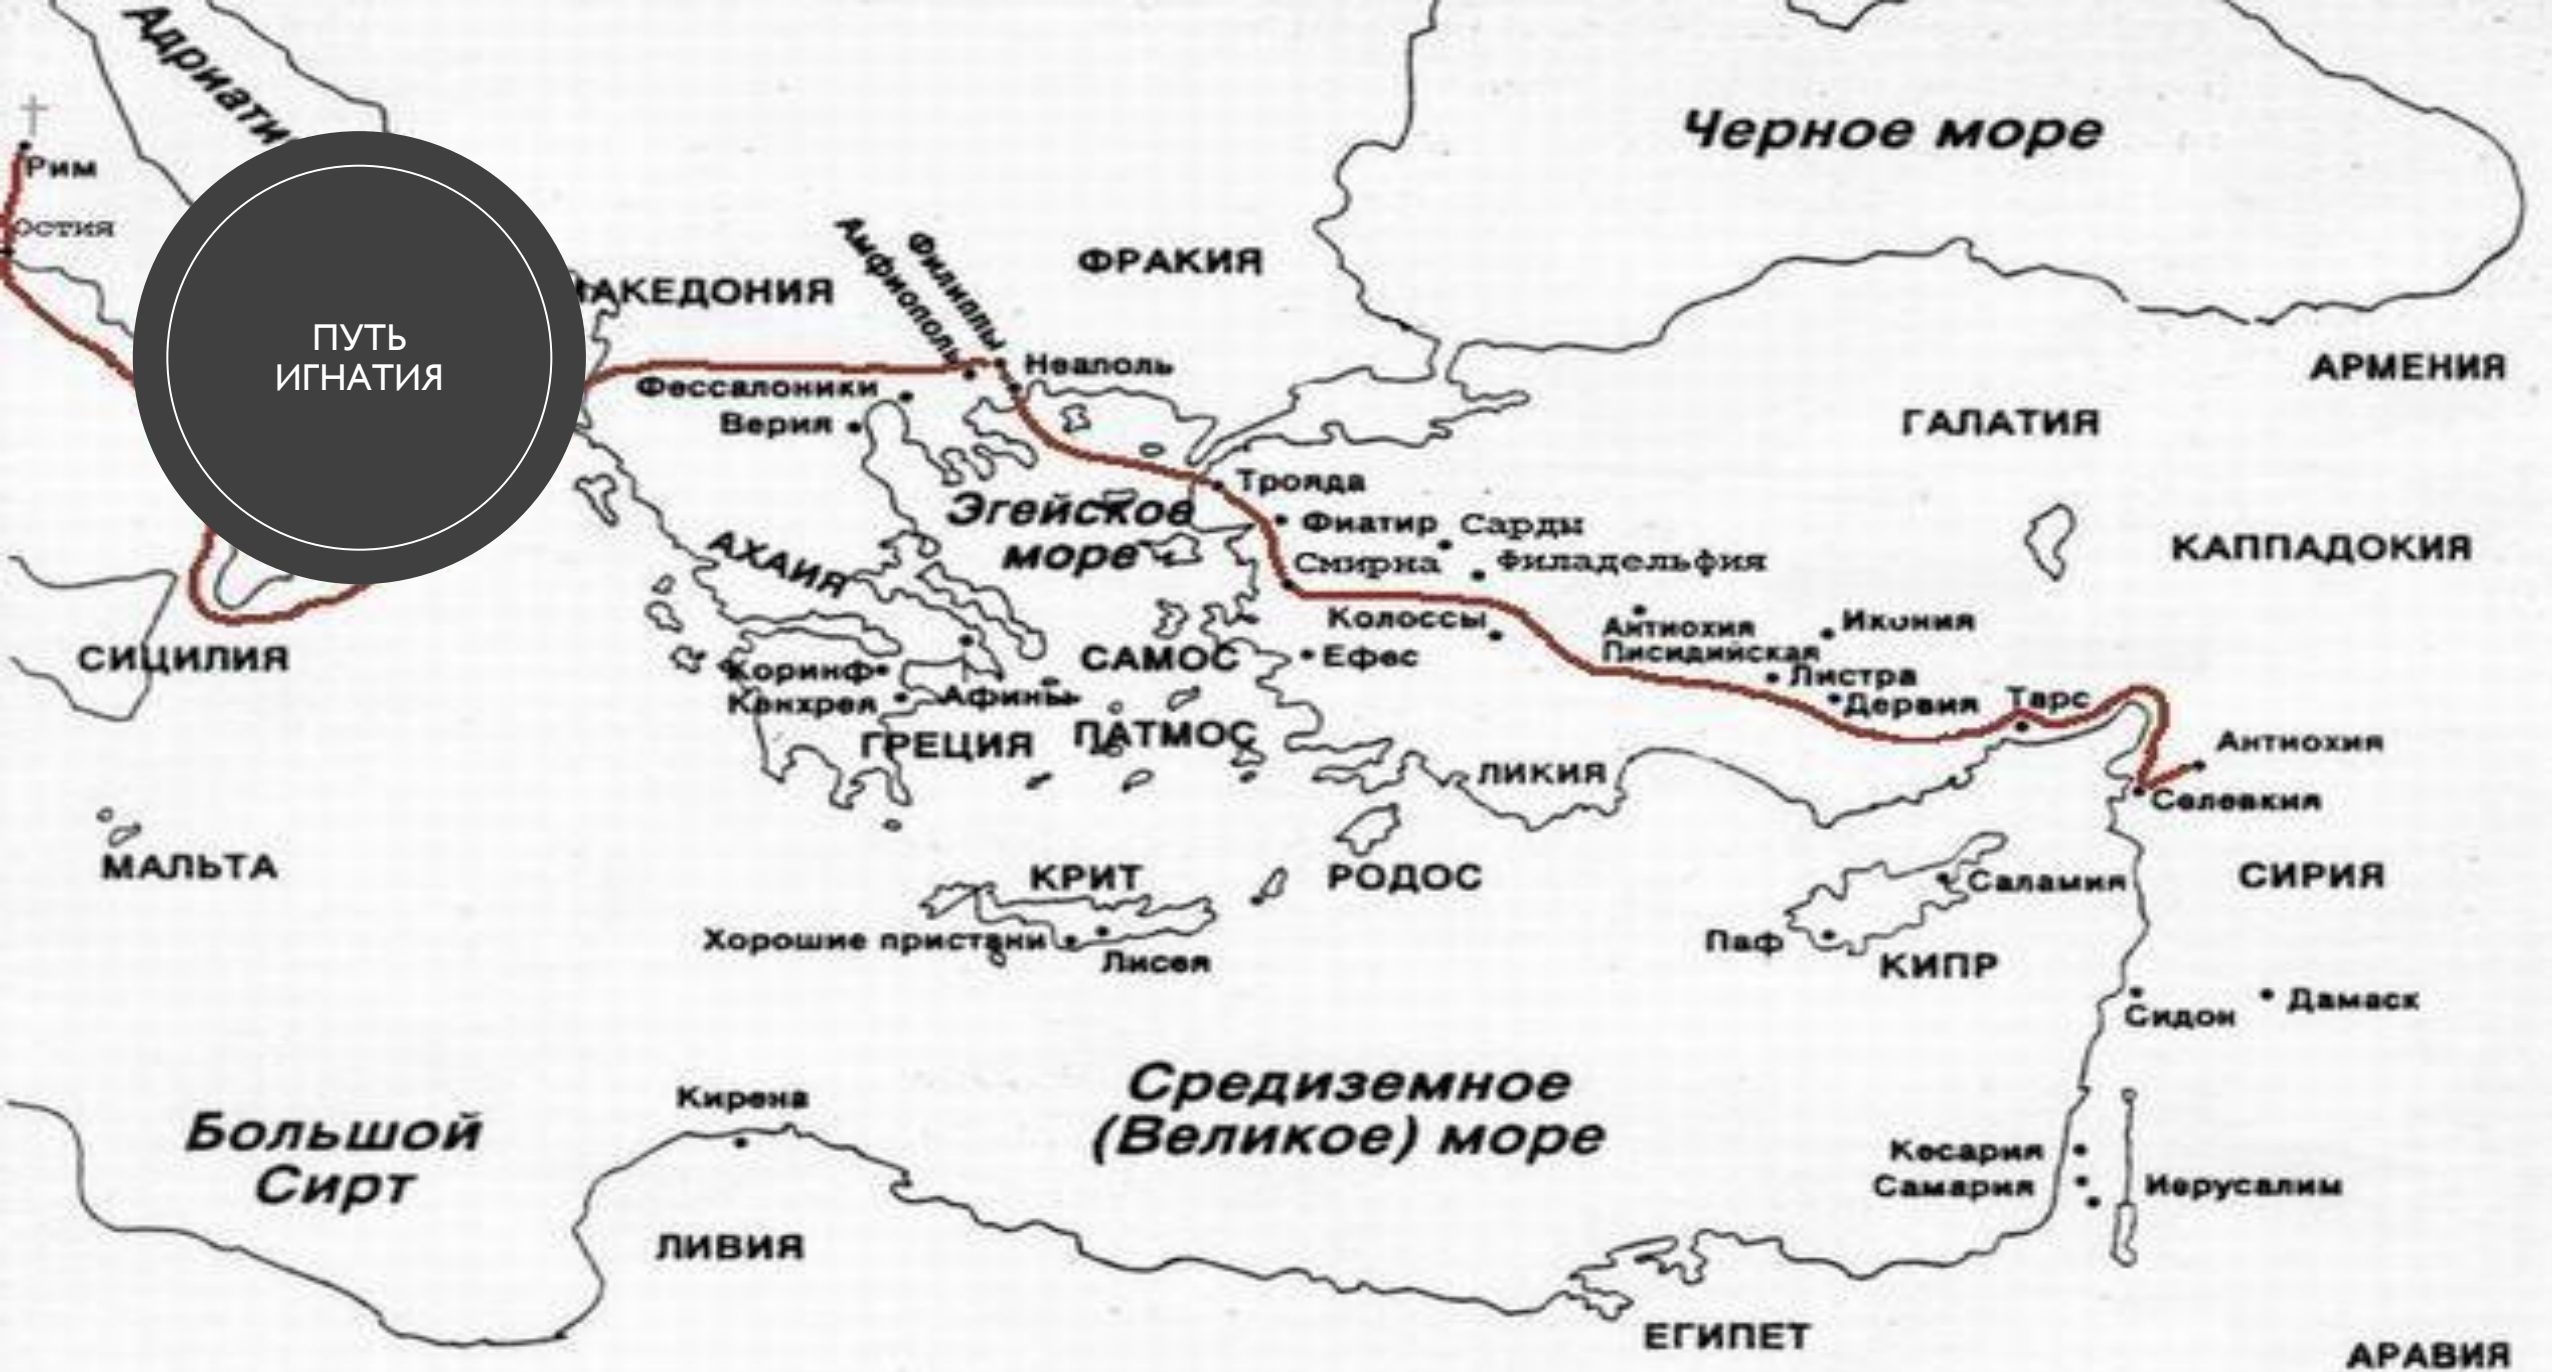 Адриати
Черное море
Рим
Остия
ПУТЬ
ИГНАТИЯ
МАКЕДОНИЯ
Амфиополь
Филиппы
ФРАКИЯ
Неаполь
Фессалоники
Верия
АРМЕНИЯ
ГАЛАТИЯ
Трояда
Эгейское
море
Фиатир
Сарды
Смирна
Филадельфия
КАППАДОКИЯ
АХАИЯ
Колоссы
Антиохия
Писидийская
Икония
СИЦИЛИЯ
Коринф
Кенхрея
Афины
САМОС
Ефес
Листра
Дервия
Тарс
ГРЕЦИЯ
ПАТМОС
Антиохия
ЛИКИЯ
Селевкия
МАЛЬТА
КРИТ
РОДОС
Саламия
СИРИЯ
Хорошие пристани
Лисея
Паф
КИПР
Сидон
Дамаск
Кирена
Средиземное
(Великое) море
Большой
Сирт
Кесария
Самария
Иерусалим
ЛИВИЯ
ЕГИПЕТ
АРАВИЯ